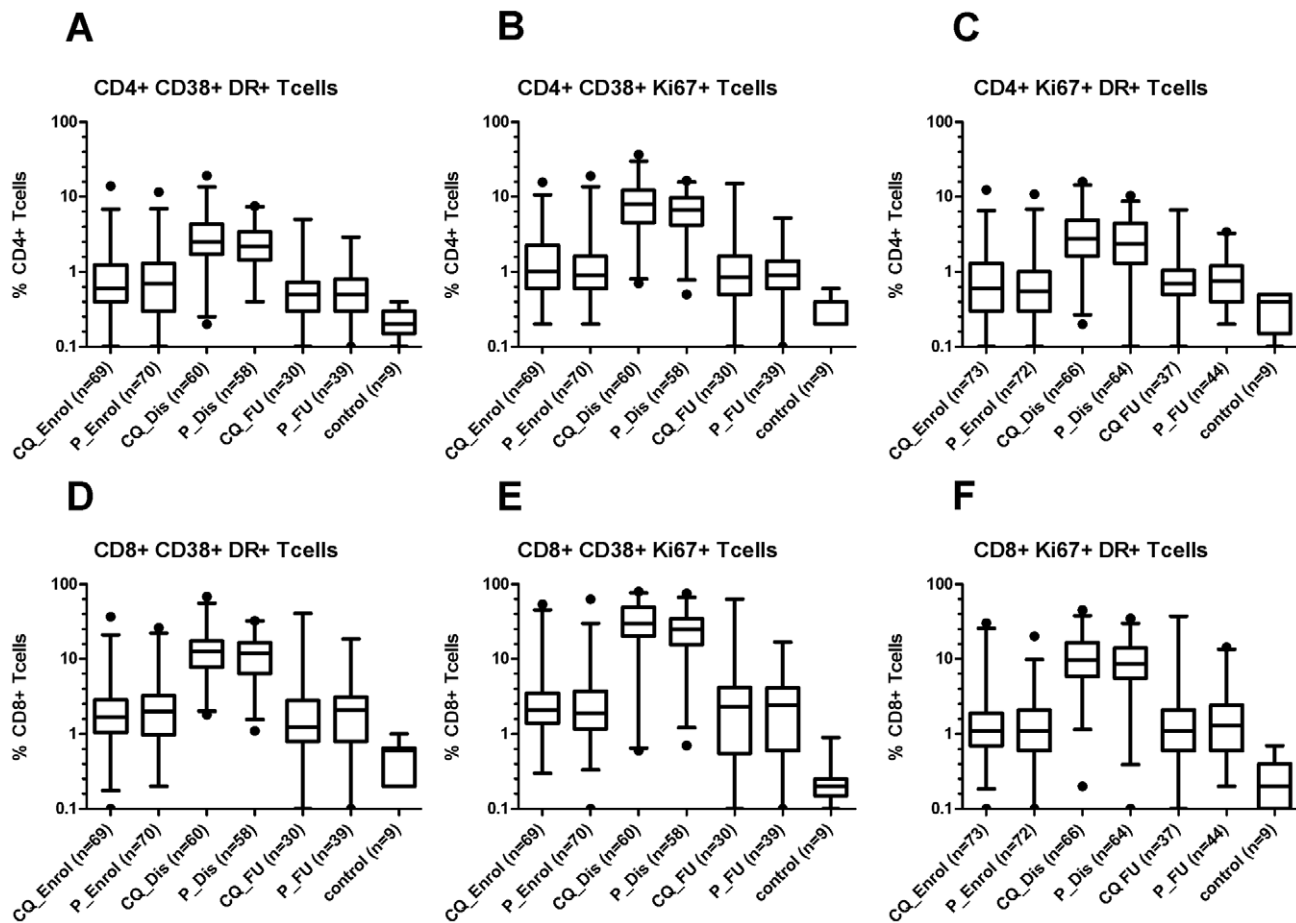 A
CD4+ CD38+ DR+ Tcells
% CD4+ Tcells
100
10
1
0.1
CQ_Enrol (n=69)
P_Enrol (n=70)
CQ_Dis (n=60)
P_Dis (n=58)
CQ_FU (n=30)
P_FU (n=39)
control (n=9)
B
CD4+ CD38+ Ki67+ Tcells
% CD4+ Tcells
100
10
1
0.1
CQ_Enrol (n=69)
P_Enrol (n=70)
CQ_Dis (n=60)
P_Dis (n=58)
CQ_FU (n=30)
P_FU (n=39)
control (n=9)
C
CD4+ Ki67+ DR+ Tcells
% CD4+ Tcells
100
10
1
0.1
CQ_Enrol (n=73)
P_Enrol (n=72)
CQ_Dis (n=66)
P_Dis (n=64)
CQ FU (n=37)
P_FU (n=44)
control (n=9)
D
CD8+ CD38+ DR+ Tcells
% CD8+ Tcells
100
10
1
0.1
CQ_Enrol (n=69)
P_Enrol (n=70)
CQ_Dis (n=60)
P_Dis (n=58)
CQ_FU (n=30)
P_FU (n=39)
control (n=9)
E
CD8+ CD38+ Ki67+ Tcells
% CD8+ Tcells
100
10
1
0.1
CQ_Enrol (n=69)
P_Enrol (n=70)
CQ_Dis (n=60)
P_Dis (n=58)
CQ_FU (n=30)
P_FU (n=39)
control (n=9)
F
CD8+ Ki67+ DR+ Tcells
% CD8+ Tcells
100
10
1
0.1
CQ_Enrol (n=73)
P_Enrol (n=72)
CQ_Dis (n=66)
P_Dis (n=64)
CQ FU (n=37)
P_FU (n=44)
control (n=9)